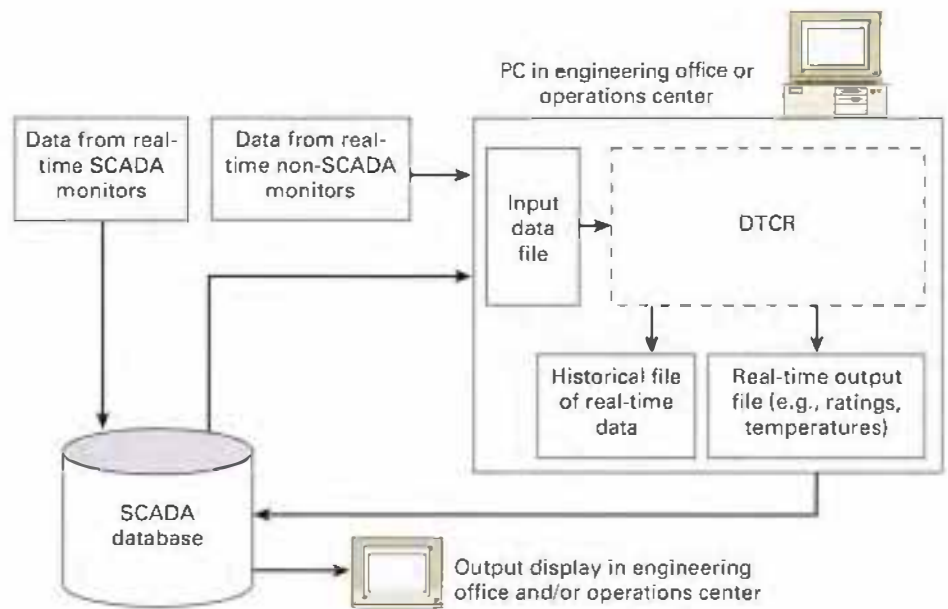 PC in engineering office or
operations center
Data from real-
time SCADA
monitors
Data from real-
time non-SCADA
monitors
Input
data
file
DTCR
Historical file
of real-time
data
Real-time output
file (e.g., ratings,
temperatures)
SCADA
database
Output display in engineering
office and/or operations center